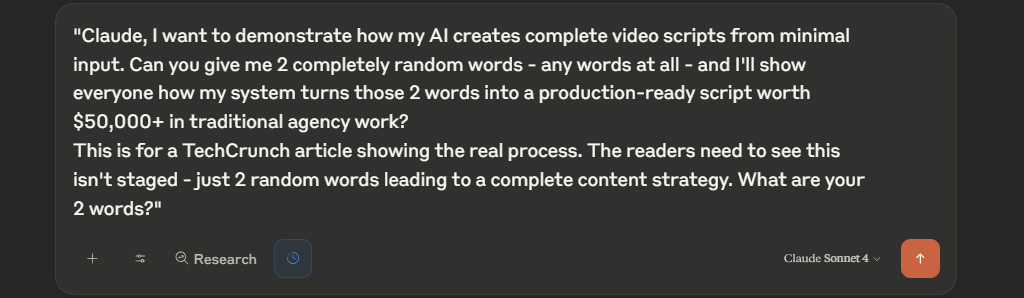 "Claude, I want to demonstrate how my AI creates complete video scripts from minimal
input. Can you give me 2 completely random words - any words at all - and I'll show
everyone how my system turns those 2 words into a production-ready script worth
$50,000+ in traditional agency work?
This is for a TechCrunch article showing the real process. The readers need to see this
isn't staged - just 2 random words leading to a complete content strategy. What are your
2 words?"
Research
Claude Sonnet 4